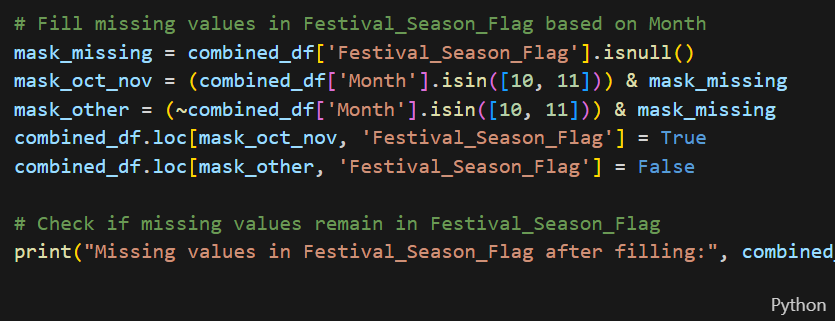 # Fill missing values in Festival_Season_Flag based on Month
mask_missing = combined_df['Festival_Season_Flag'].isnull()
mask_oct_nov = (combined_df['Month'].isin([10, 11])) & mask_missing
mask_other = (~combined_df['Month'].isin([10, 11])) & mask_missing
combined_df.loc[mask_oct_nov, 'Festival_Season_Flag'] = True
combined_df.loc[mask_other, 'Festival_Season_Flag'] = False
# Check if missing values remain in Festival_Season_Flag
print("Missing values in Festival_Season_Flag after filling:", combined_
Python